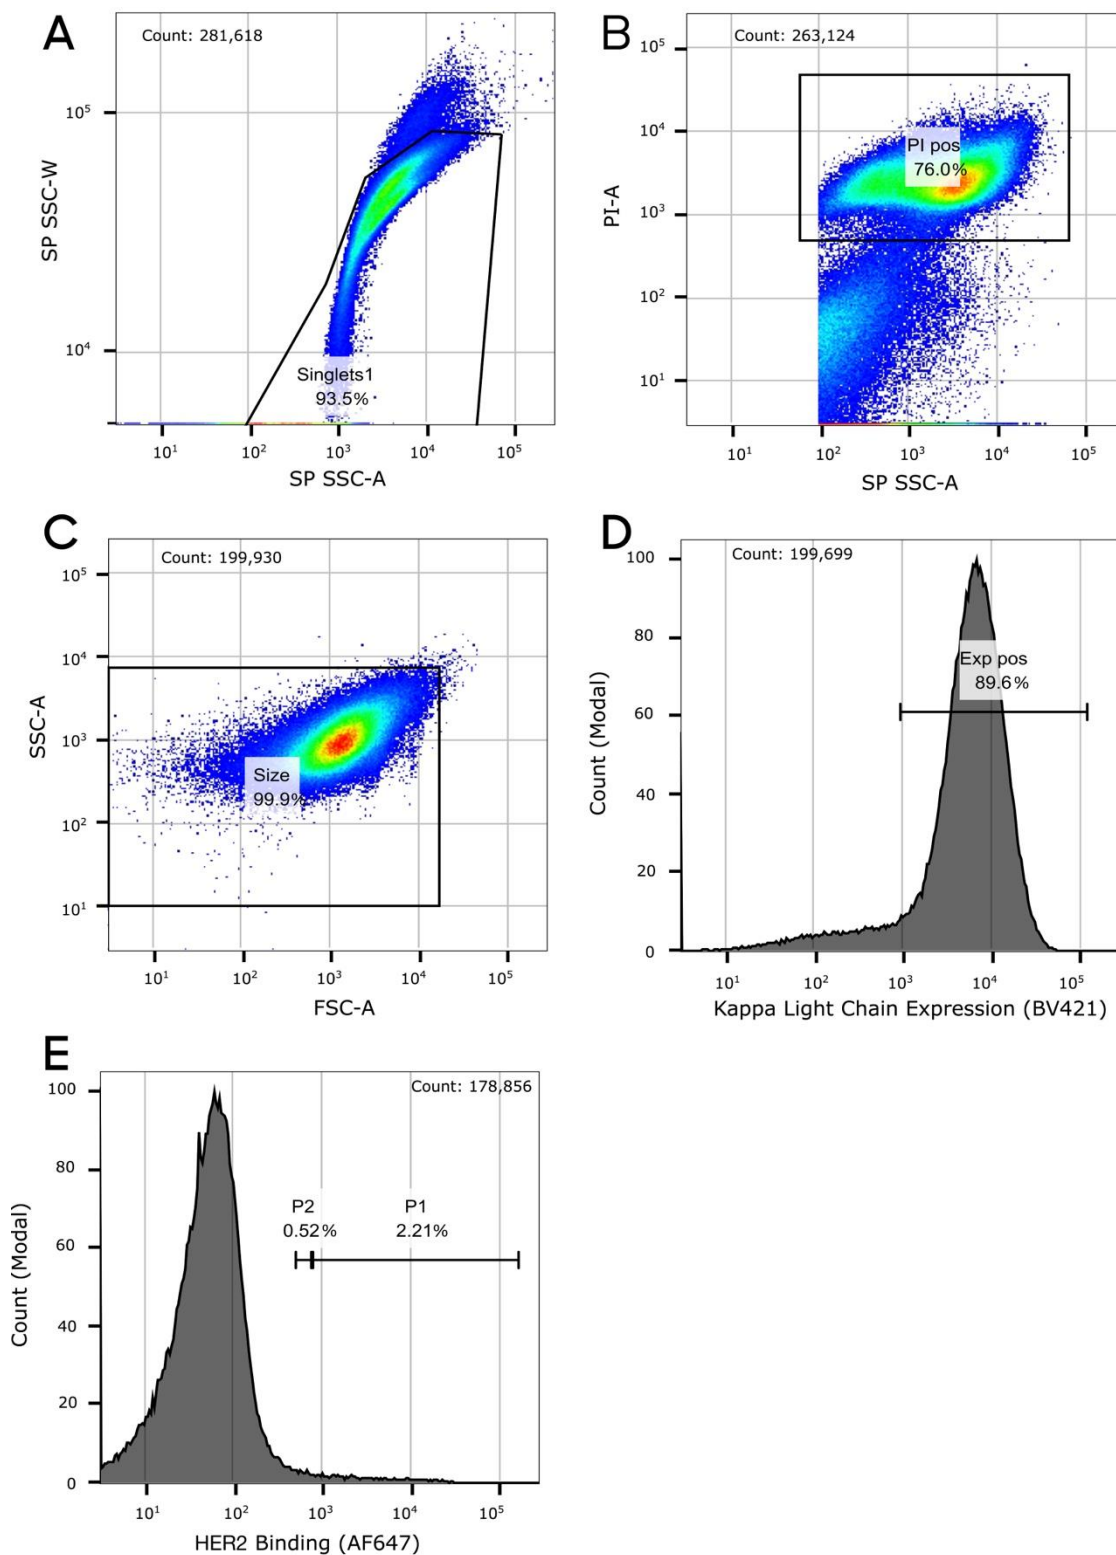 A
Count: 281,618
10⁵
10⁴
SP SSC-W
Singlets1
93.5%
10¹ 10² 10³ 10⁴ 10⁵
SP SSC-A
B
Count: 263,124
10⁵
10⁴
10³
10²
10¹
PI-A
PI pos
76.0%
10¹ 10² 10³ 10⁴ 10⁵
SP SSC-A
C
Count: 199,930
10⁵
10⁴
10³
10²
10¹
SSC-A
Size
99.9%
10¹ 10² 10³ 10⁴ 10⁵
FSC-A
D
Count: 199,699
100
80
60
40
20
0
Count (Modal)
Exp pos
89.6%
10¹ 10² 10³ 10⁴ 10⁵
Kappa Light Chain Expression (BV421)
E
Count: 178,856
100
80
60
40
20
0
Count (Modal)
P2 P1
0.52% 2.21%
10¹ 10² 10³ 10⁴ 10⁵
HER2 Binding (AF647)